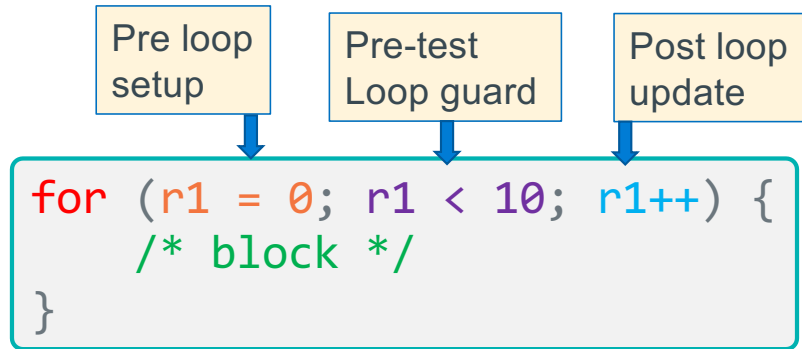 Pre loop
setup
Pre-test
Loop guard
Post loop
update
for (r1 = 0; r1 < 10; r1++) {
    /* block */
}